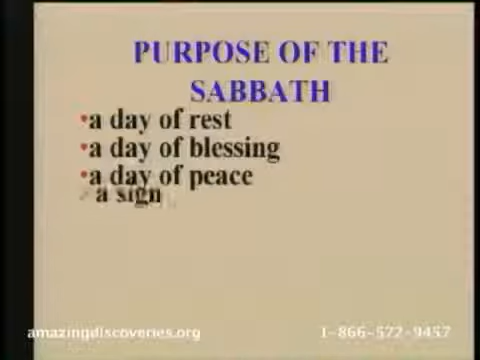 PURPOSE OF THE
SABBATH
•a day of rest
•a day of blessing
•a day of peace
a sign
amazingdiscoveries.org 1-866-572-9457